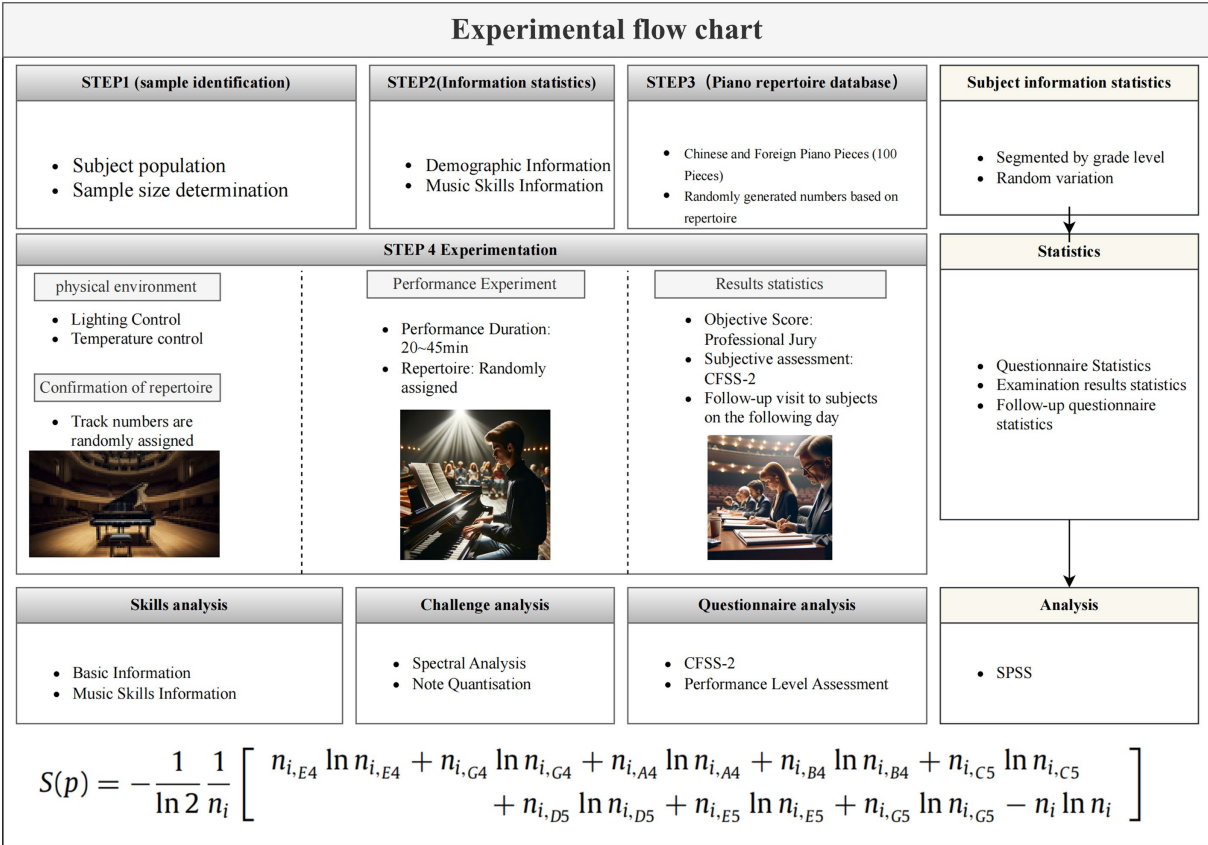 Experimental flow chart
STEP1 (sample identification)
• Subject population
• Sample size determination
STEP2(Information statistics)
• Demographic Information
• Music Skills Information
STEP3（Piano repertoire database）
• Chinese and Foreign Piano Pieces (100
Pieces)
• Randomly generated numbers based on
repertoire
Subject information statistics
• Segmented by grade level
• Random variation
STEP 4 Experimentation
physical environment
• Lighting Control
• Temperature control
Confirmation of repertoire
• Track numbers are
randomly assigned
Performance Experiment
• Performance Duration:
20~45min
• Repertoire: Randomly
assigned
Results statistics
• Objective Score:
Professional Jury
• Subjective assessment:
CFSS-2
• Follow-up visit to subjects
on the following day
Statistics
• Questionnaire Statistics
• Examination results statistics
• Follow-up questionnaire
statistics
Skills analysis
• Basic Information
• Music Skills Information
Challenge analysis
• Spectral Analysis
• Note Quantisation
Questionnaire analysis
• CFSS-2
• Performance Level Assessment
Analysis
• SPSS
S(p) = − 1/ln 2 1/n_i [ n_{i,E4} ln n_{i,E4} + n_{i,G4} ln n_{i,G4} + n_{i,A4} ln n_{i,A4} + n_{i,B4} ln n_{i,B4} + n_{i,C5} ln n_{i,C5}
+ n_{i,D5} ln n_{i,D5} + n_{i,E5} ln n_{i,E5} + n_{i,G5} ln n_{i,G5} − n_i ln n_i ]